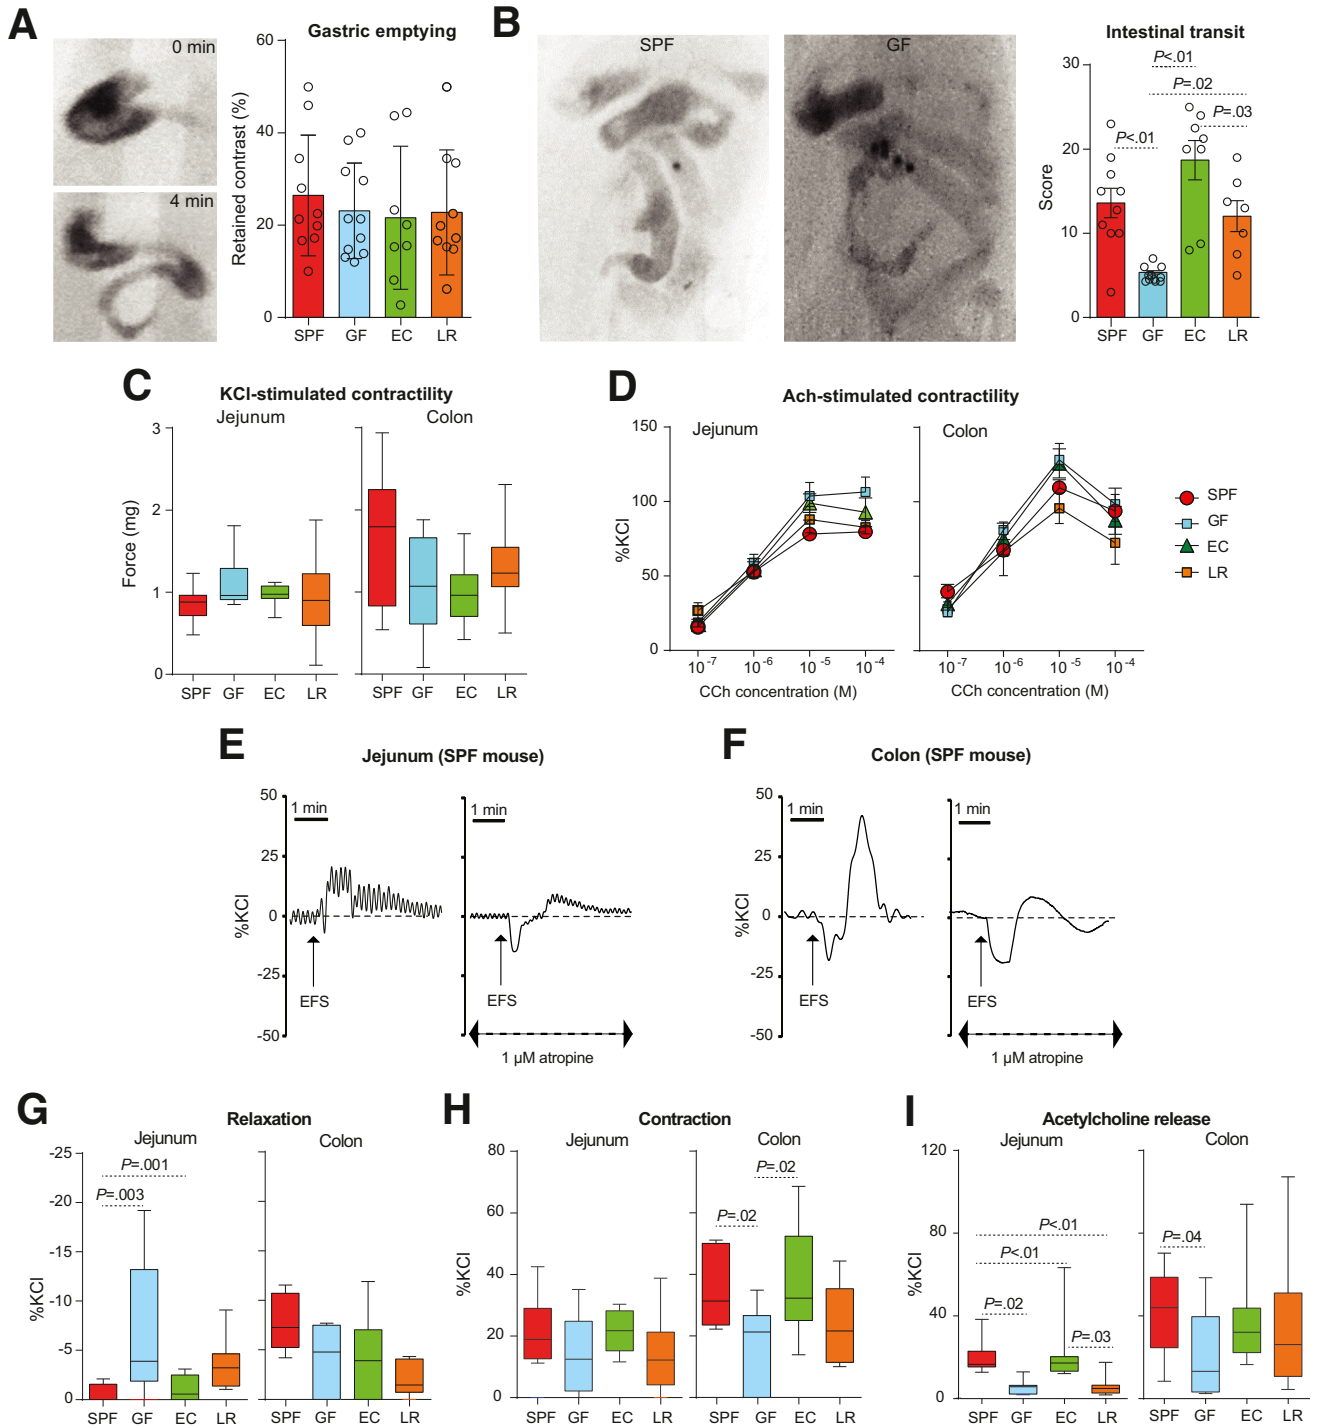 A
0 min
4 min
Gastric emptying
Retained contrast (%)
60
40
20
0
SPF GF EC LR
B
SPF
GF
Intestinal transit
Score
30
20
10
0
P<.01
P=.02
P=.03
P<.01
SPF GF EC LR
C
KCl-stimulated contractility
Jejunum Colon
Force (mg)
3
2
1
0
SPF GF EC LR
SPF GF EC LR
D
Ach-stimulated contractility
Jejunum
Colon
%KCl
150
100
50
0
10-7 10-6 10-5 10-4
10-7 10-6 10-5 10-4
CCh concentration (M)
CCh concentration (M)
SPF
GF
EC
LR
E
Jejunum (SPF mouse)
%KCl
50
25
0
-25
-50
1 min
EFS
1 min
EFS
1 µM atropine
F
Colon (SPF mouse)
%KCl
50
25
0
-25
-50
1 min
EFS
1 min
EFS
1 µM atropine
G
Relaxation
Jejunum
Colon
%KCl
-25
-20
-15
-10
-5
0
P=.001
P=.003
SPF GF EC LR
SPF GF EC LR
H
Contraction
Jejunum
Colon
%KCl
80
60
40
20
0
P=.02
P=.02
SPF GF EC LR
SPF GF EC LR
I
Acetylcholine release
Jejunum
Colon
%KCl
120
80
40
0
P<.01
P<.01
P=.02
P=.03
P=.04
SPF GF EC LR
SPF GF EC LR